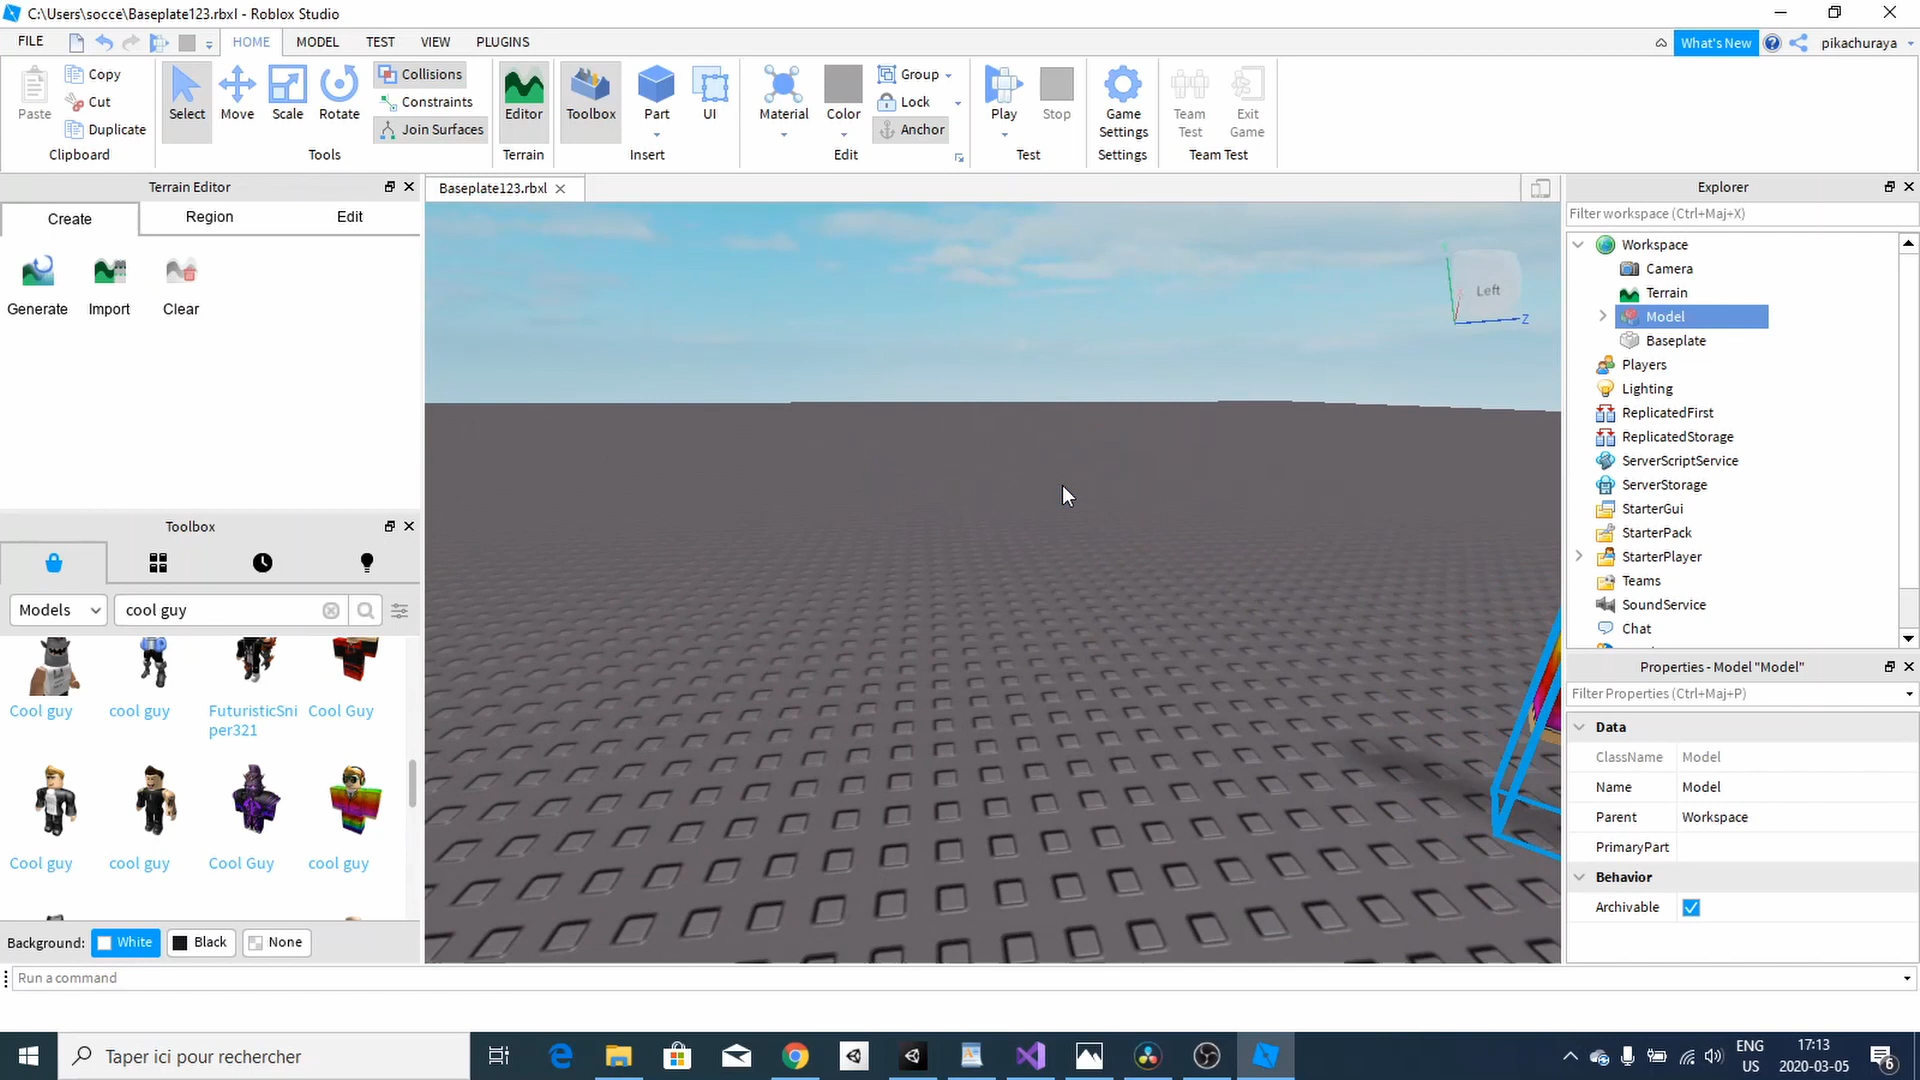 C:\Users\socce\Baseplate123.rbxl - Roblox Studio
FILE
HOME
MODEL
TEST
VIEW
PLUGINS
What's New
pikachuraya
Paste
Copy
Cut
Duplicate
Clipboard
Select
Move
Scale
Rotate
Collisions
Constraints
Join Surfaces
Tools
Editor
Terrain
Toolbox
Part
UI
Insert
Material
Color
Group
Lock
Anchor
Edit
Play
Stop
Test
Game
Settings
Settings
Team
Test
Exit
Game
Team Test
Terrain Editor
Create
Region
Edit
Generate
Import
Clear
Toolbox
Models
cool guy
Cool guy
cool guy
FuturisticSni
per321
Cool Guy
Cool guy
cool guy
Cool Guy
cool guy
Background:
White
Black
None
Run a command
Baseplate123.rbxl
Left
Z
Explorer
Filter workspace (Ctrl+Maj+X)
Workspace
Camera
Terrain
Model
Baseplate
Players
Lighting
ReplicatedFirst
ReplicatedStorage
ServerScriptService
ServerStorage
StarterGui
StarterPack
StarterPlayer
Teams
SoundService
Chat
Properties - Model "Model"
Filter Properties (Ctrl+Maj+P)
Data
ClassName Model
Name Model
Parent Workspace
PrimaryPart
Behavior
Archivable
Taper ici pour rechercher
ENG
US
17:13
2020-03-05
6